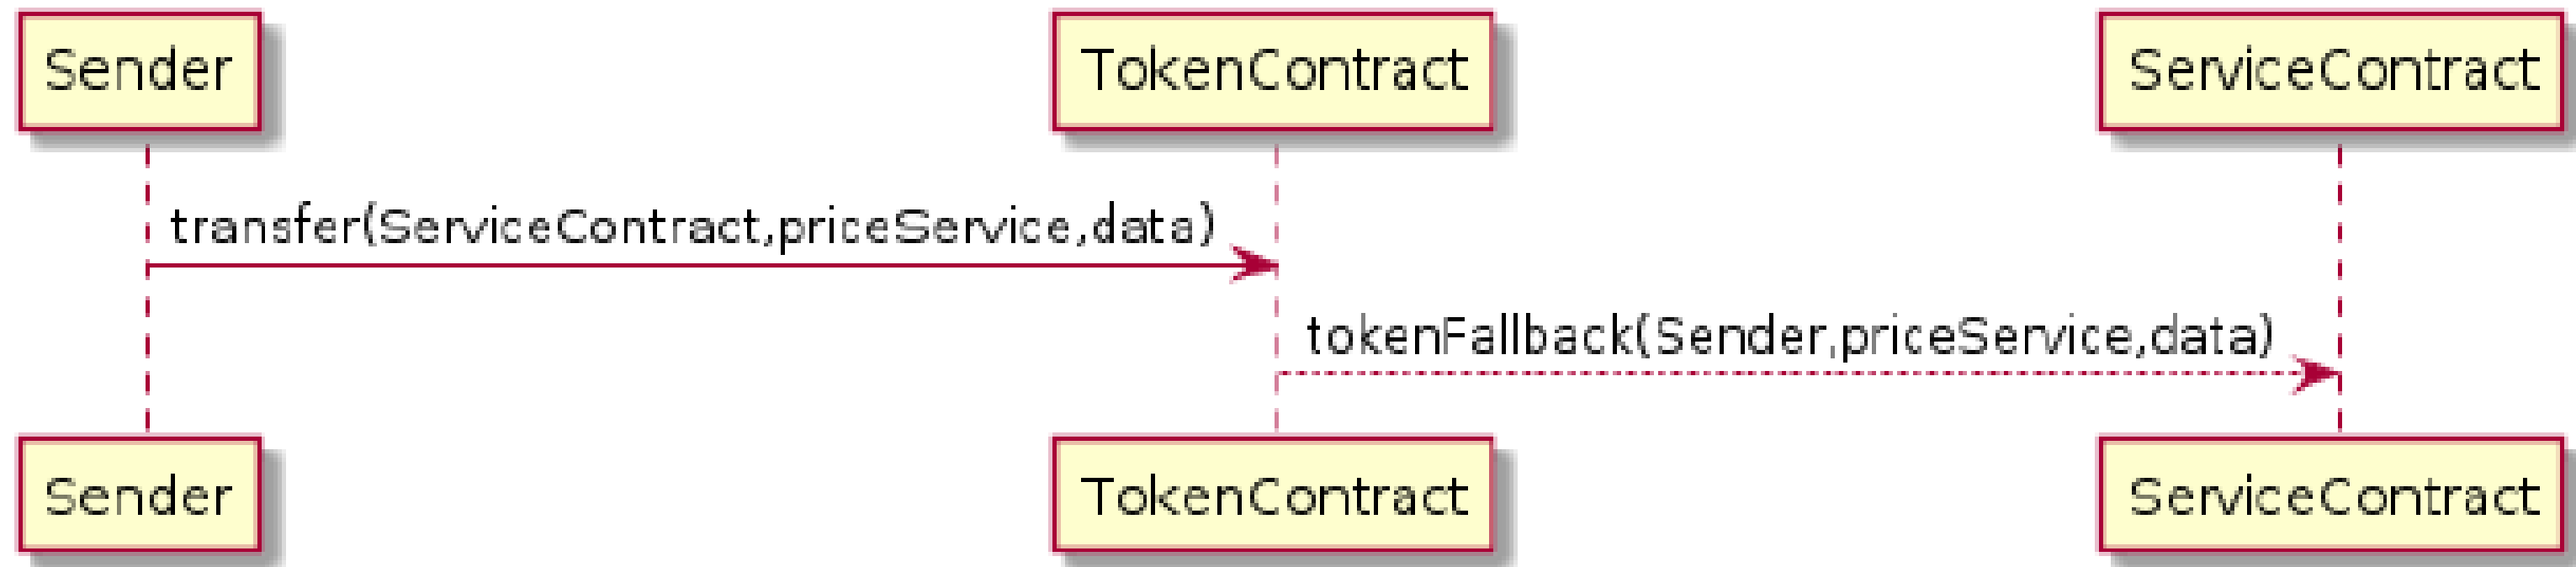 Sender TokenContract ServiceContract
transfer(ServiceContract,priceService,data)
tokenFallback(Sender,priceService,data)
Sender TokenContract ServiceContract